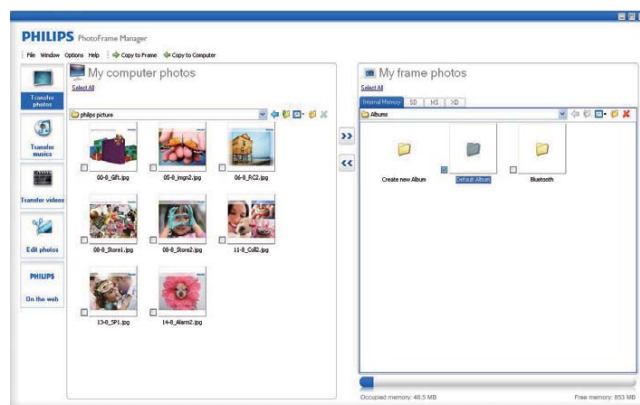 PHILIPS PhotoFrame Manager
File Window Options Help Copy to Frame Copy to Computer
Transfer photos
Transfer musics
Transfer videos
Edit photos
PHILIPS
On the web
My computer photos
Select All
philips picture
00-0_Gift.jpg
05-0_imgn2.jpg
06-0_RC2.jpg
08-0_Store1.jpg
08-0_Store2.jpg
11-0_Coll2.jpg
13-0_SP1.jpg
14-0_Alarm2.jpg
>>
<<
My frame photos
Select All
Internal Memory SD MS XD
Albums
Create new Album
Default Album
Bluetooth
Occupied memory: 48.5 MB
Free memory: 853 MB